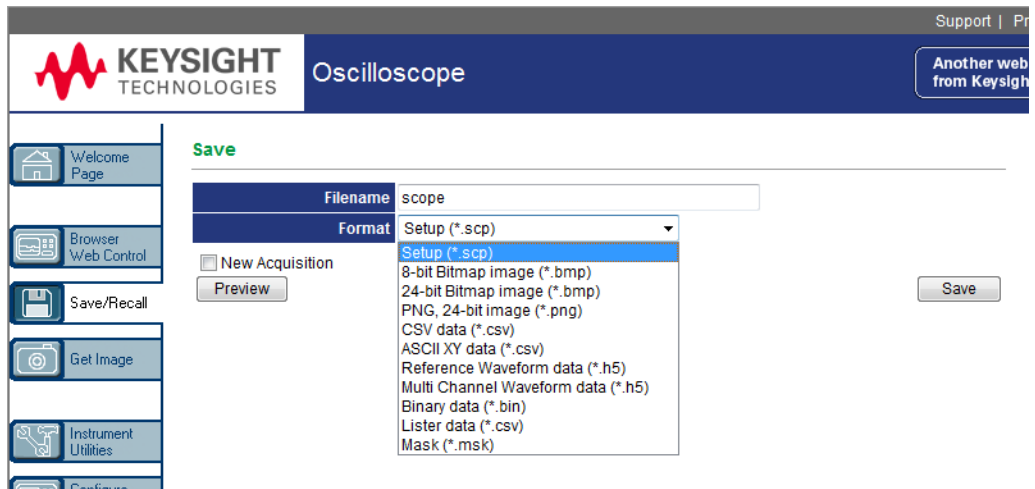 Support | Pr
KEYSIGHT
TECHNOLOGIES
Oscilloscope
Another web
from Keysigh
Welcome
Page
Browser
Web Control
Save/Recall
Get Image
Instrument
Utilities
Configure
Save
Filename scope
Format Setup (*.scp)
Setup (*.scp)
8-bit Bitmap image (*.bmp)
24-bit Bitmap image (*.bmp)
PNG, 24-bit image (*.png)
CSV data (*.csv)
ASCII XY data (*.csv)
Reference Waveform data (*.h5)
Multi Channel Waveform data (*.h5)
Binary data (*.bin)
Lister data (*.csv)
Mask (*.msk)
New Acquisition
Preview
Save